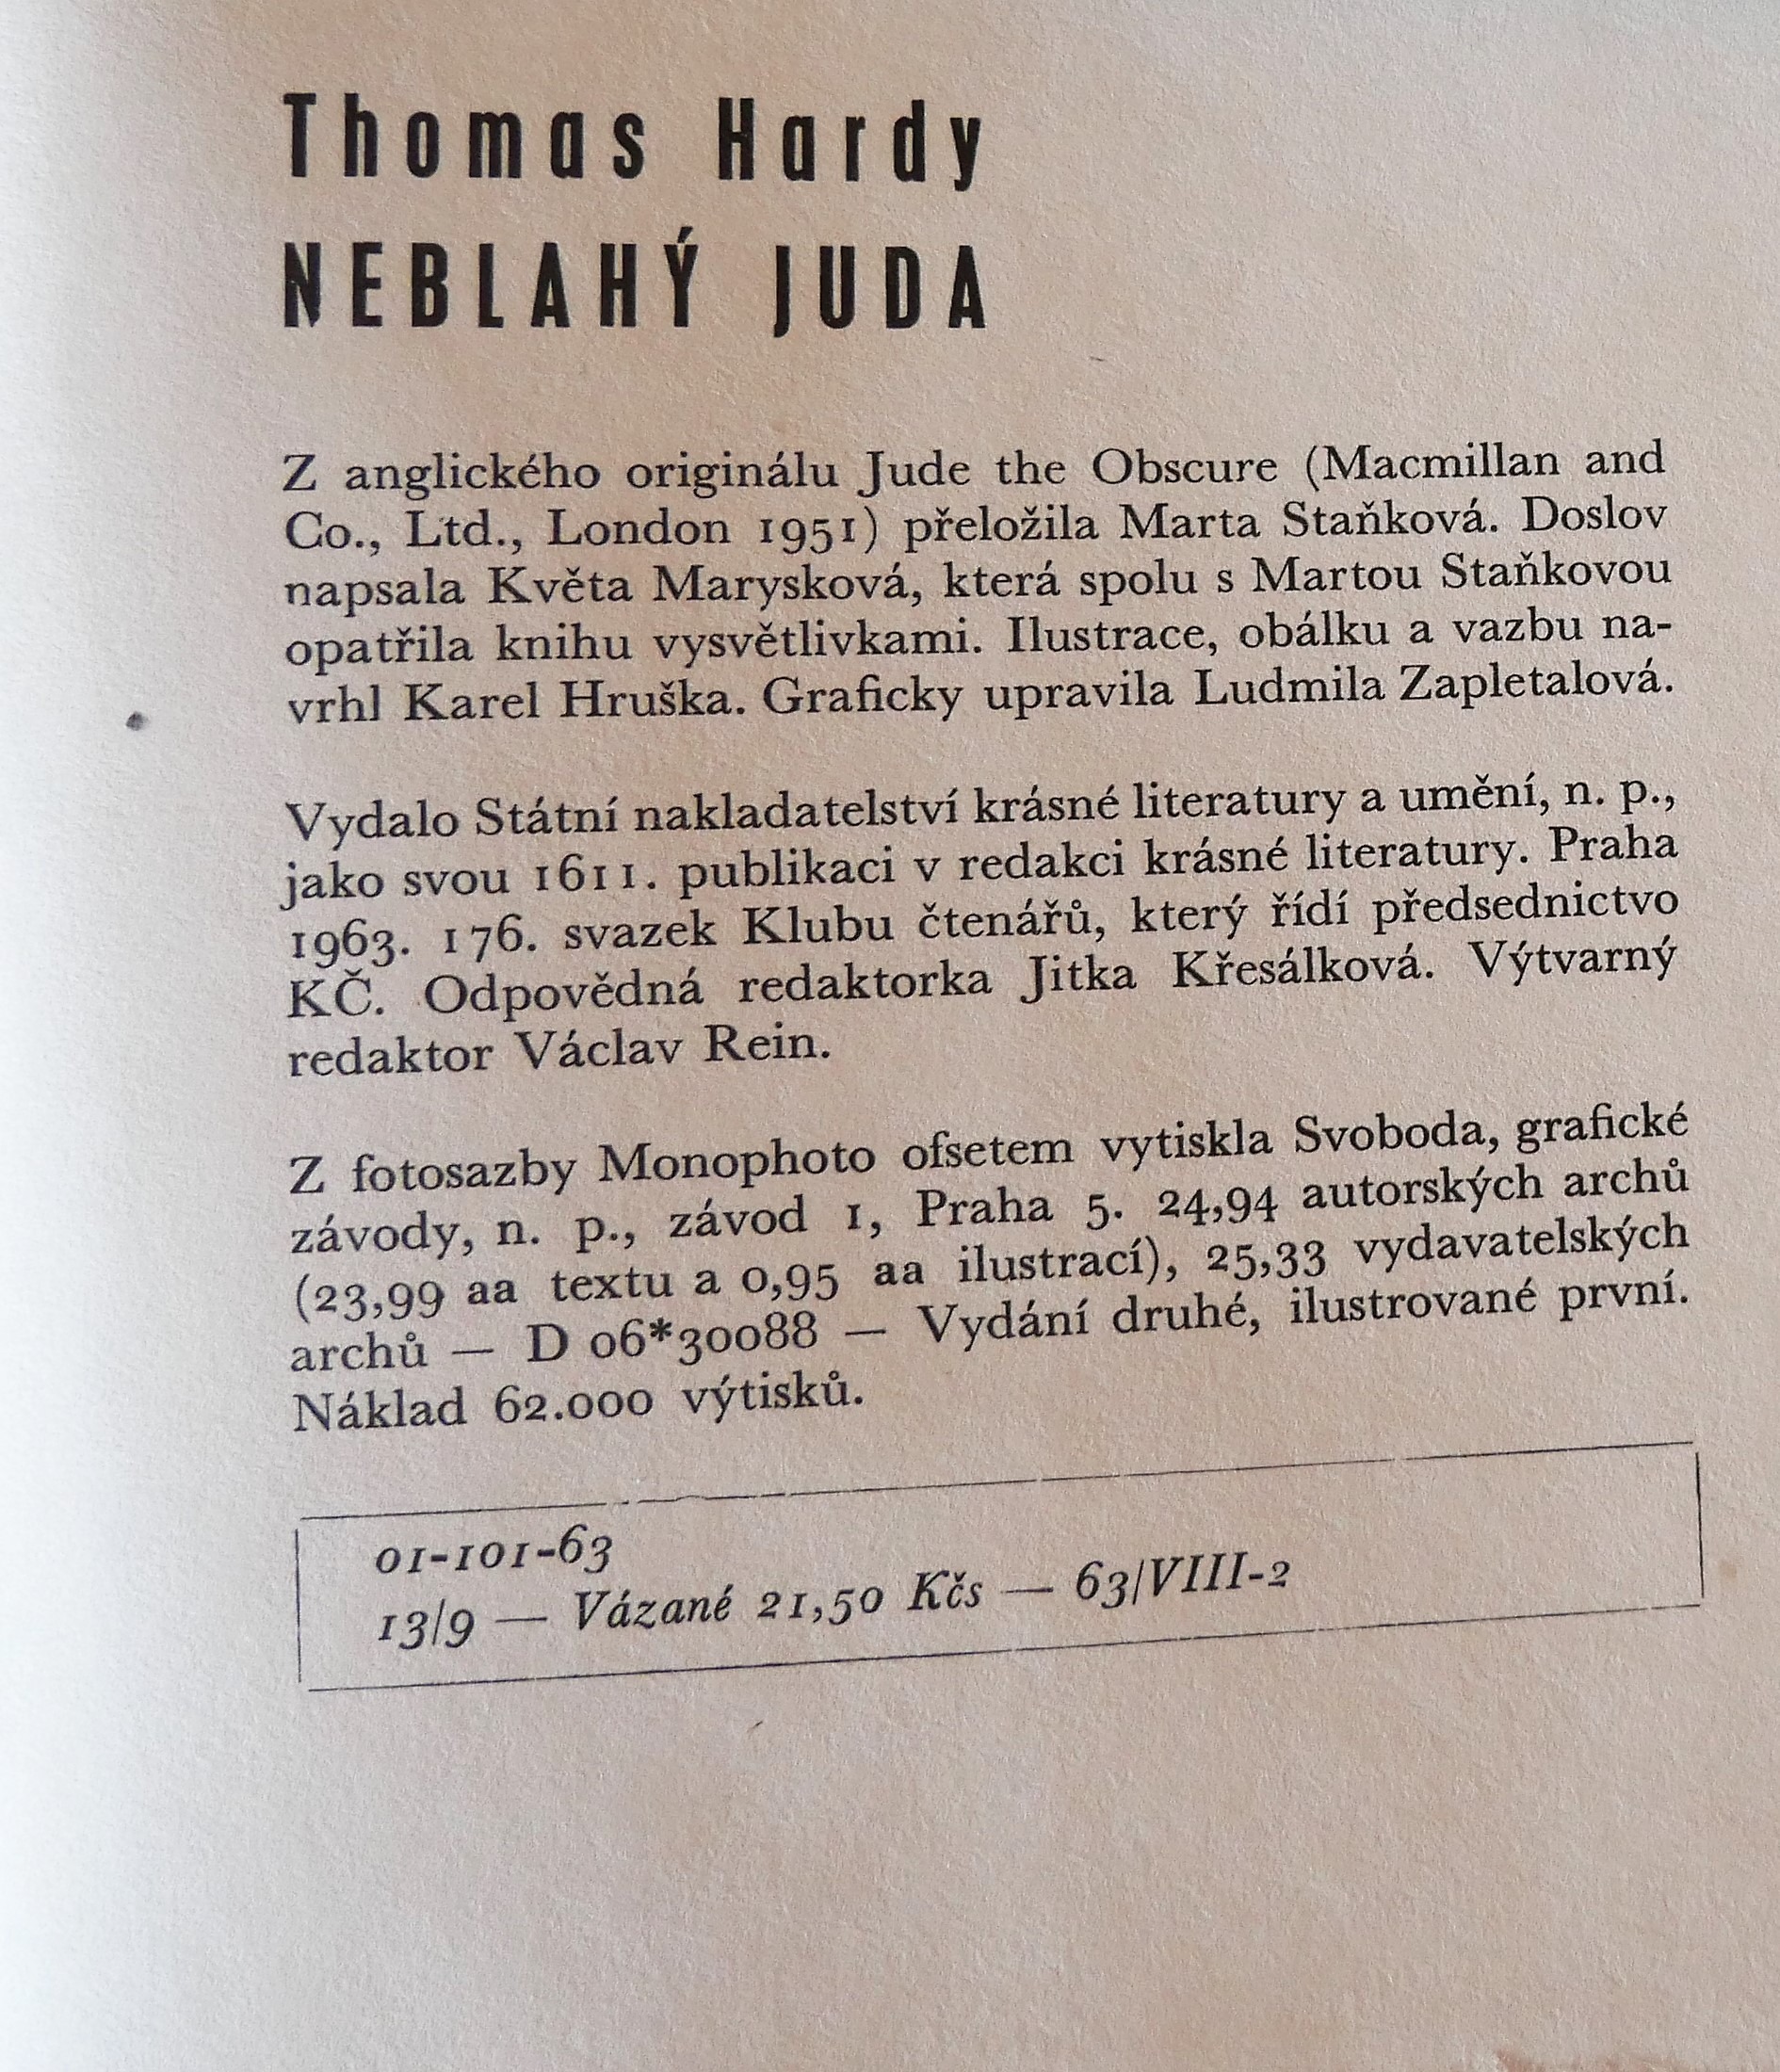 Thomas Hardy
NEBLAHÝ JUDA
Z anglického originálu Jude the Obscure (Macmillan and
Co., Ltd., London 1951) přeložila Marta Staňková. Doslov
napsala Květa Marysková, která spolu s Martou Staňkovou
opatřila knihu vysvětlivkami. Ilustrace, obálku a vazbu na-
vrhl Karel Hruška. Graficky upravila Ludmila Zapletalová.
Vydalo Státní nakladatelství krásné literatury a umění, n. p.,
jako svou 1611. publikaci v redakci krásné literatury. Praha
1963. 176. svazek Klubu čtenářů, který řídí předsednictvo
KČ. Odpovědná redaktorka Jitka Křesálková. Výtvarný
redaktor Václav Rein.
Z fotosazby Monophoto ofsetem vytiskla Svoboda, grafické
závody, n. p., závod 1, Praha 5. 24,94 autorských archů
(23,99 aa textu a 0,95 aa ilustrací), 25,33 vydavatelských
archů — D 06*30088 — Vydání druhé, ilustrované první.
Náklad 62.000 výtisků.
01-101-63
13/9 — Vázané 21,50 Kčs — 63/VIII-2